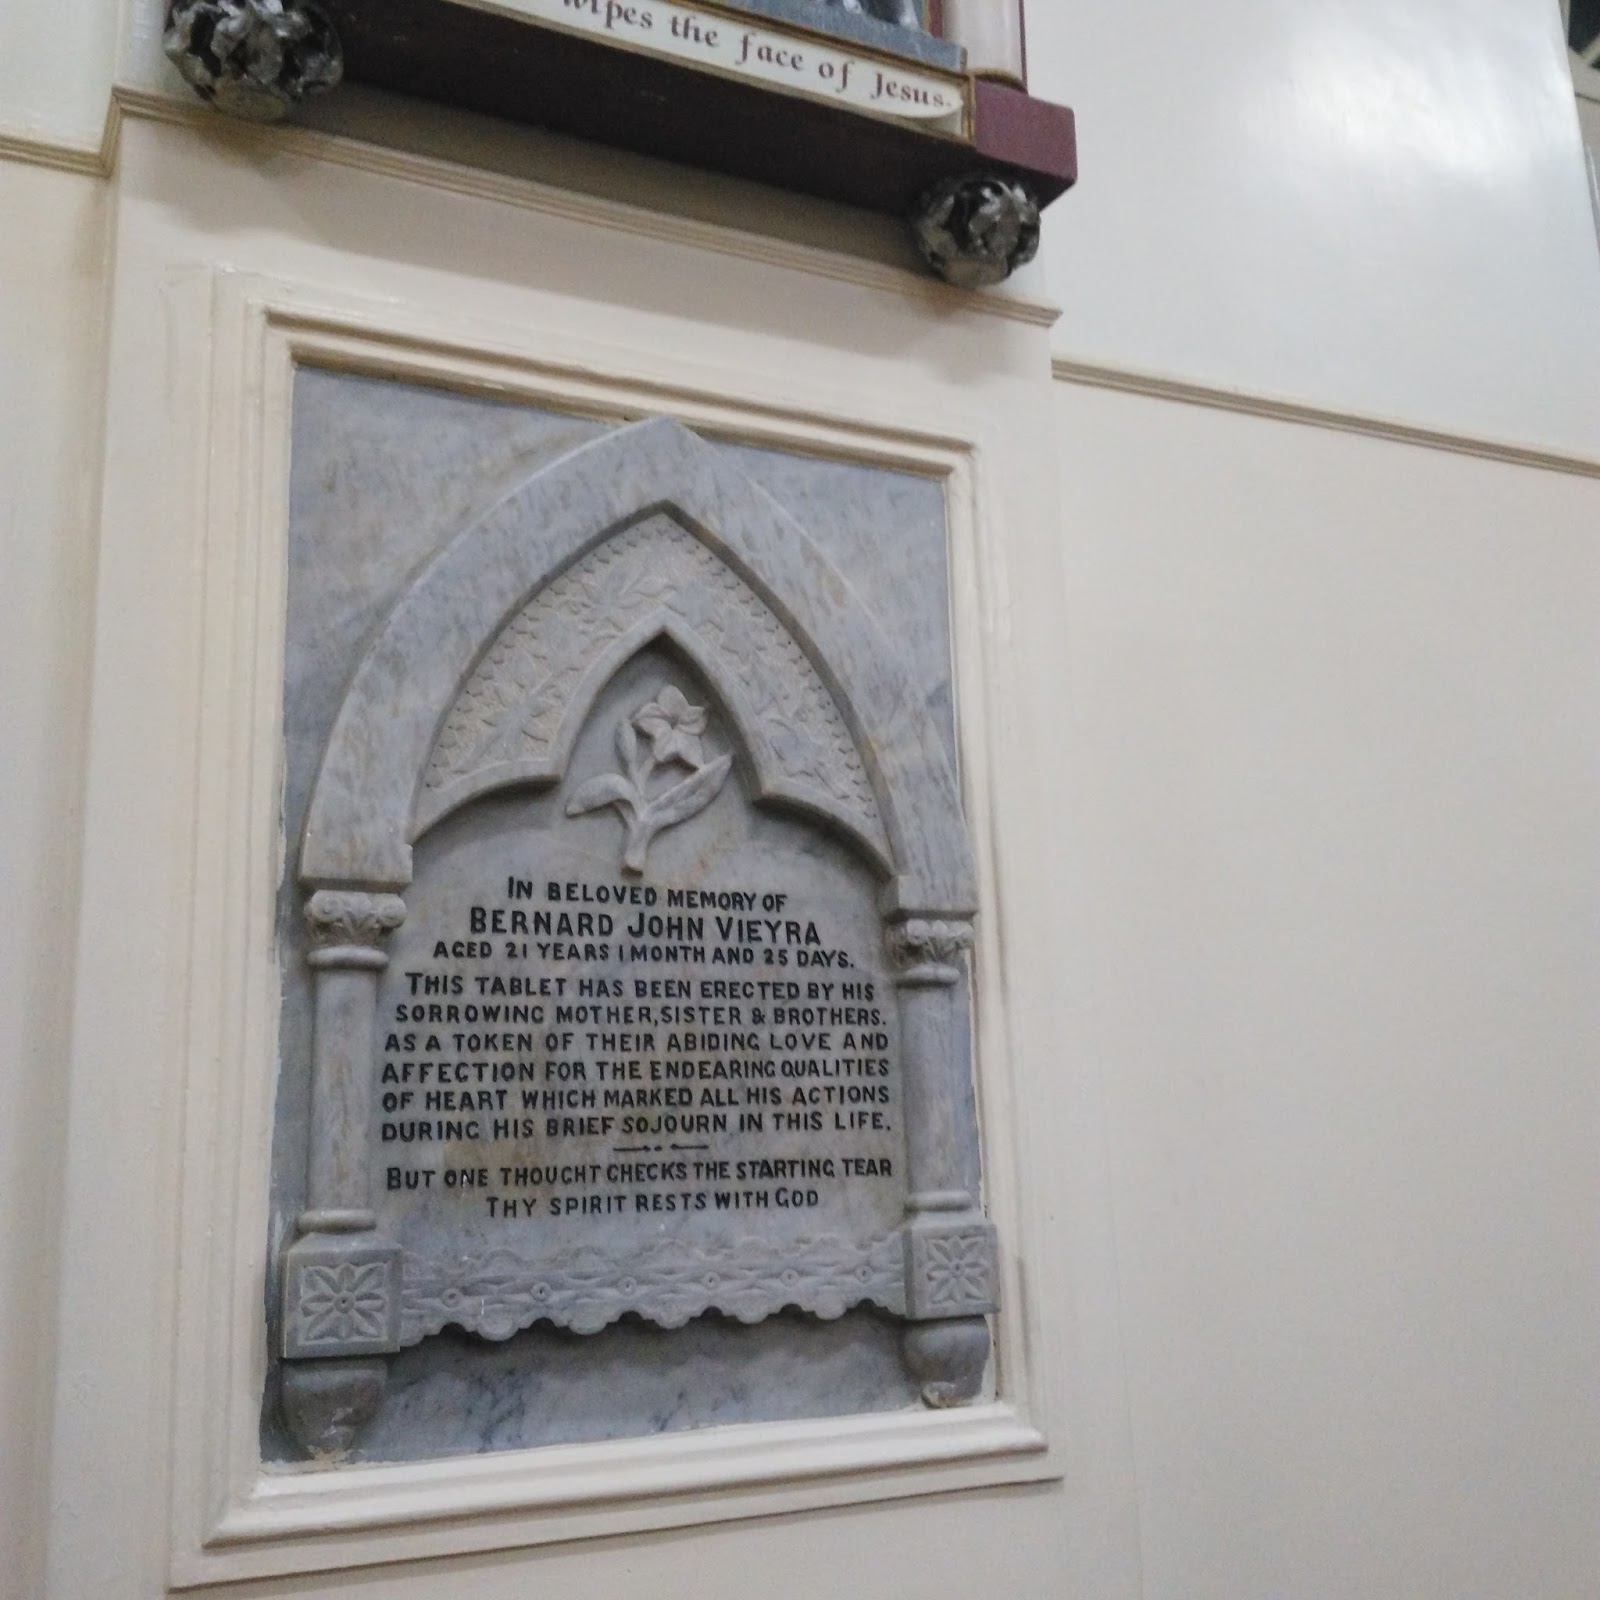 wipes the face of Jesus.
IN BELOVED MEMORY OF
BERNARD JOHN VIEYRA
AGED 21 YEARS 1 MONTH AND 25 DAYS.
THIS TABLET HAS BEEN ERECTED BY HIS
SORROWING MOTHER, SISTER & BROTHERS.
AS A TOKEN OF THEIR ABIDING LOVE AND
AFFECTION FOR THE ENDEARING QUALITIES
OF HEART WHICH MARKED ALL HIS ACTIONS
DURING HIS BRIEF SOJOURN IN THIS LIFE.
BUT ONE THOUGHT CHECKS THE STARTING TEAR
THY SPIRIT RESTS WITH GOD